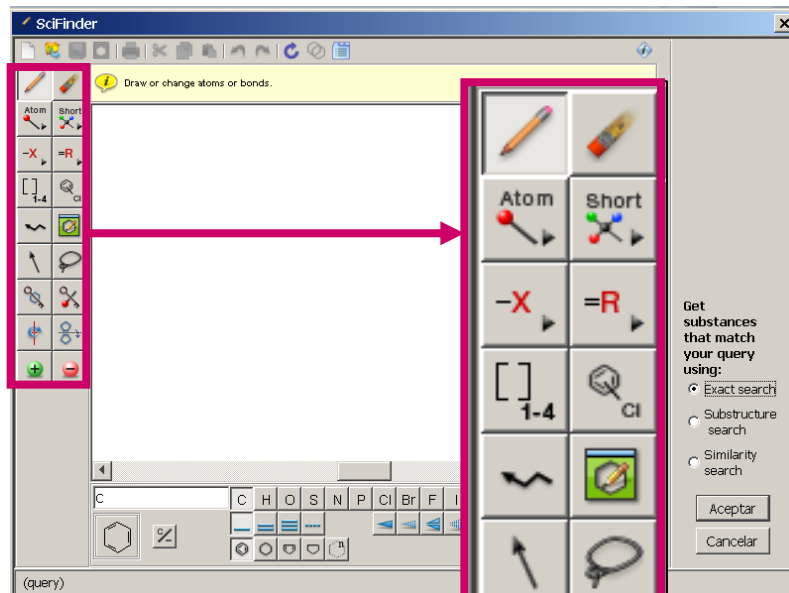 SciFinder
Draw or change atoms or bonds.
Atom Short
-X =R
[ ] 1-4 Cl
Atom Short
-X =R
[ ] 1-4 Cl
Get
substances
that match
your query
using:
Exact search
Substructure
search
Similarity
search
Aceptar
Cancelar
C
C H O S N P Cl Br F I
n
(query)